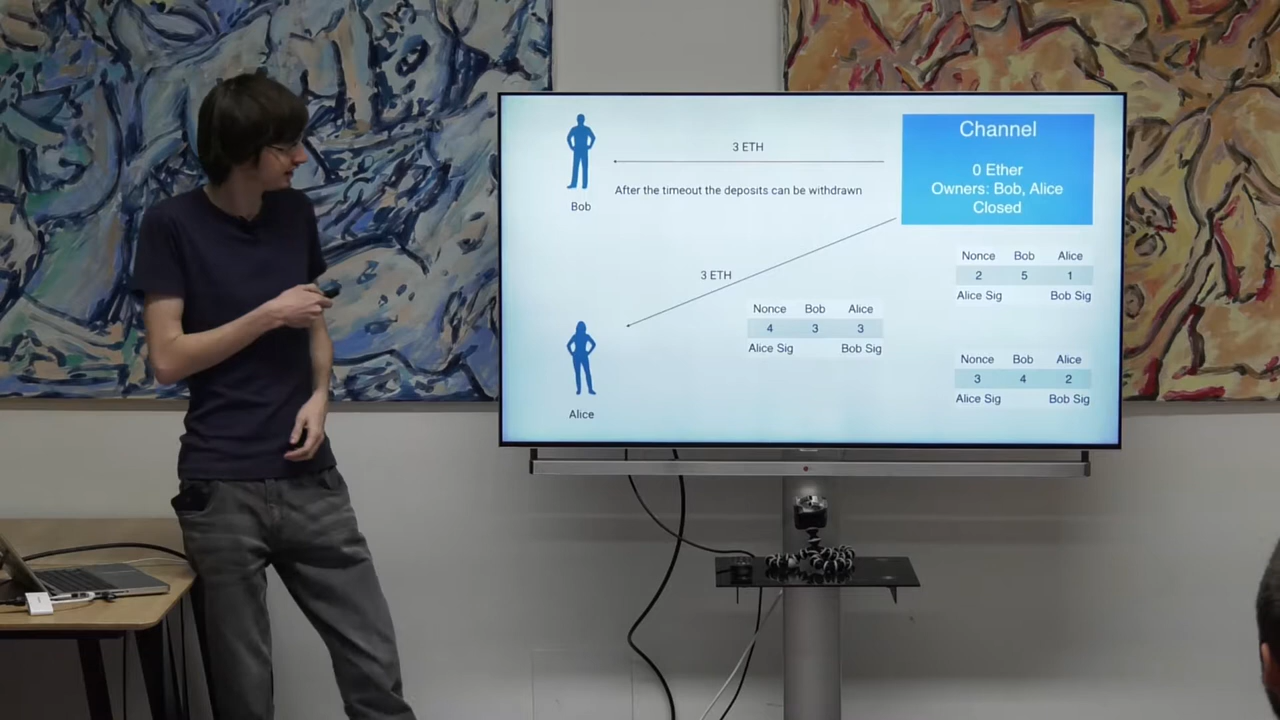 3 ETH
After the timeout the deposits can be withdrawn
Bob
Channel
0 Ether
Owners: Bob, Alice
Closed
Nonce Bob Alice
2 5 1
Alice Sig Bob Sig
3 ETH
Nonce Bob Alice
4 3 3
Alice Sig Bob Sig
Nonce Bob Alice
3 4 2
Alice Sig Bob Sig
Alice